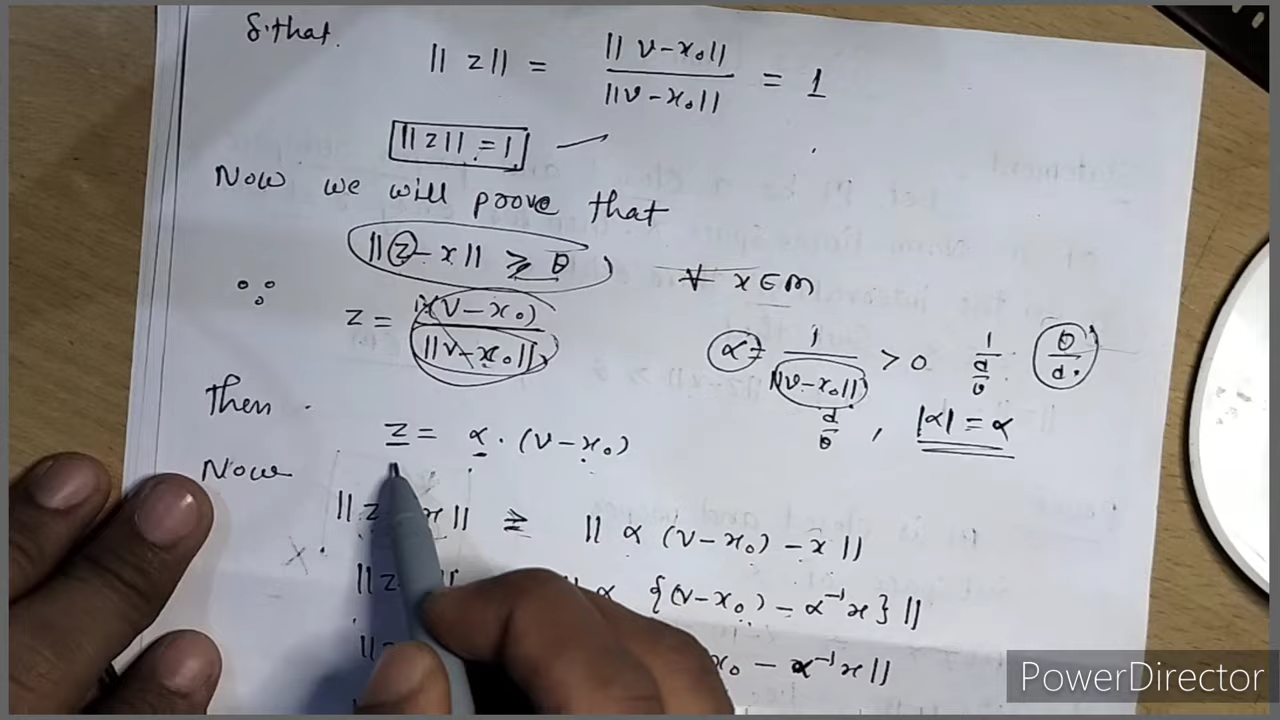 S.that.
|| z || = || v-x₀|| / ||v-x₀|| = 1
||z|| = 1
Now we will prove that
||z - x || ≥ θ ∀ x ∈ M
∵ z = (v-x₀) / ||v-x₀|| α = 1 / ||v-x₀|| > 0 1 / d/θ θ/d
d/θ , |α| = α
Then
z = α . (v-x₀)
Now
|| z x || ≥ || α (v-x₀) - x ||
||z || α {(v-x₀) - α⁻¹x} ||
x₀ - α⁻¹x ||
PowerDirector